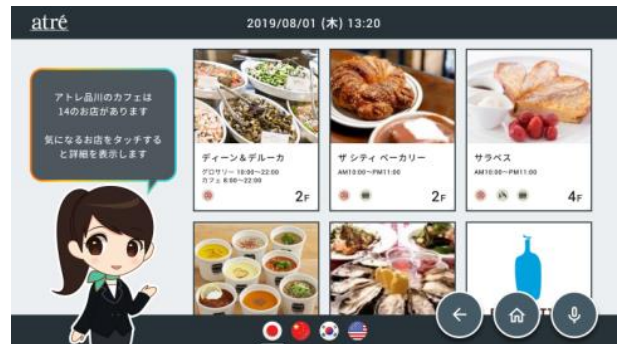 atré
2019/08/01 (木) 13:20
アトレ品川のカフェは
14のお店があります
気になるお店をタッチする
と詳細を表示します
ディーン＆デルーカ
グロサリー 10:00〜22:00
カフェ 8:00〜22:00
2F
ザ シティ ベーカリー
AM10:00〜PM11:00
2F
サラベス
AM10:00〜PM11:00
4F